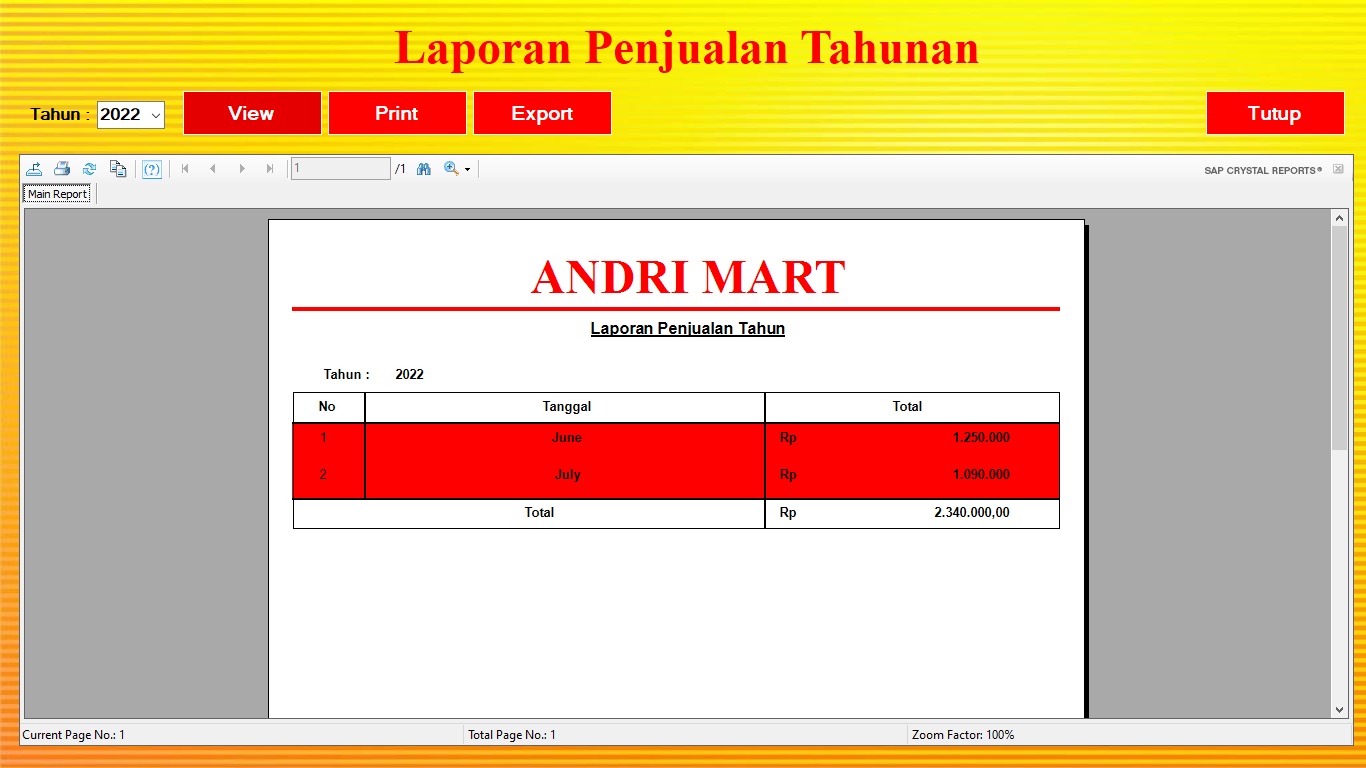 Laporan Penjualan Tahunan
Tahun : 2022 View Print Export Tutup
(?) 1 /1 SAP CRYSTAL REPORTS®
Main Report
ANDRI MART
Laporan Penjualan Tahun
Tahun : 2022
No Tanggal Total
1 June Rp 1.250.000
2 July Rp 1.090.000
Total Rp 2.340.000,00
Current Page No.: 1 Total Page No.: 1 Zoom Factor: 100%